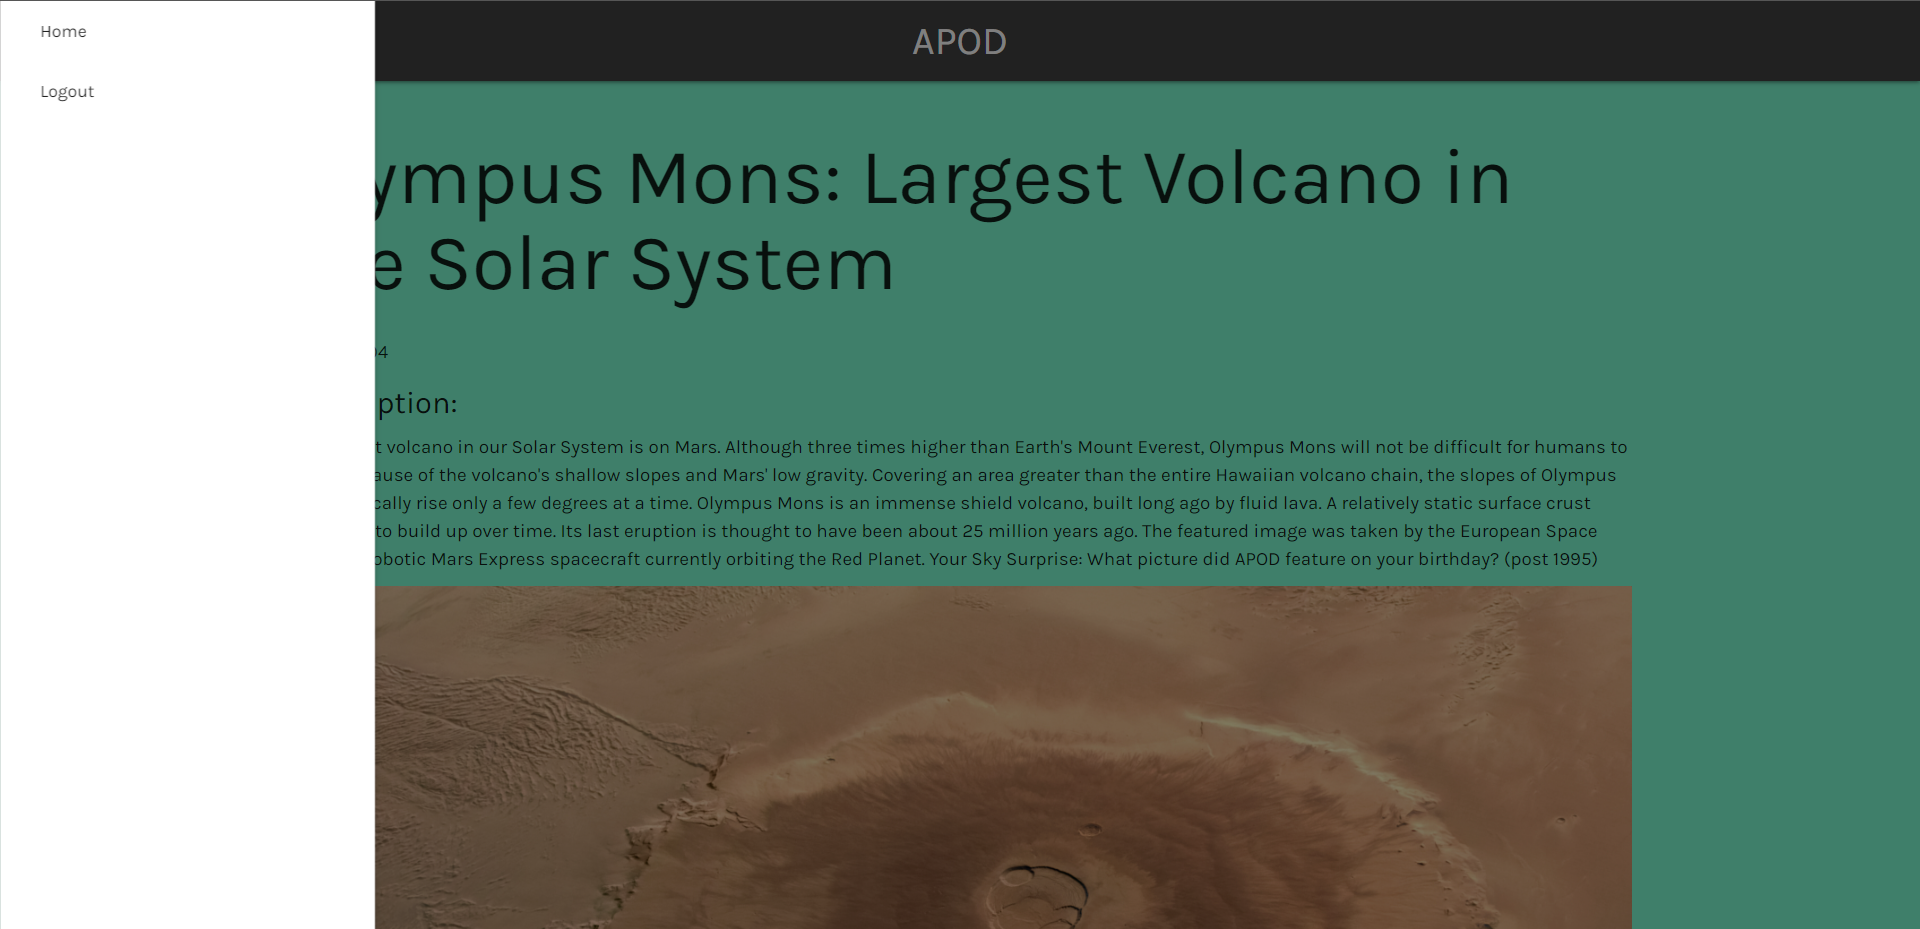 Home
Logout
APOD
ympus Mons: Largest Volcano in
e Solar System
04
ption:
t volcano in our Solar System is on Mars. Although three times higher than Earth's Mount Everest, Olympus Mons will not be difficult for humans to
ause of the volcano's shallow slopes and Mars' low gravity. Covering an area greater than the entire Hawaiian volcano chain, the slopes of Olympus
cally rise only a few degrees at a time. Olympus Mons is an immense shield volcano, built long ago by fluid lava. A relatively static surface crust
to build up over time. Its last eruption is thought to have been about 25 million years ago. The featured image was taken by the European Space
obotic Mars Express spacecraft currently orbiting the Red Planet. Your Sky Surprise: What picture did APOD feature on your birthday? (post 1995)